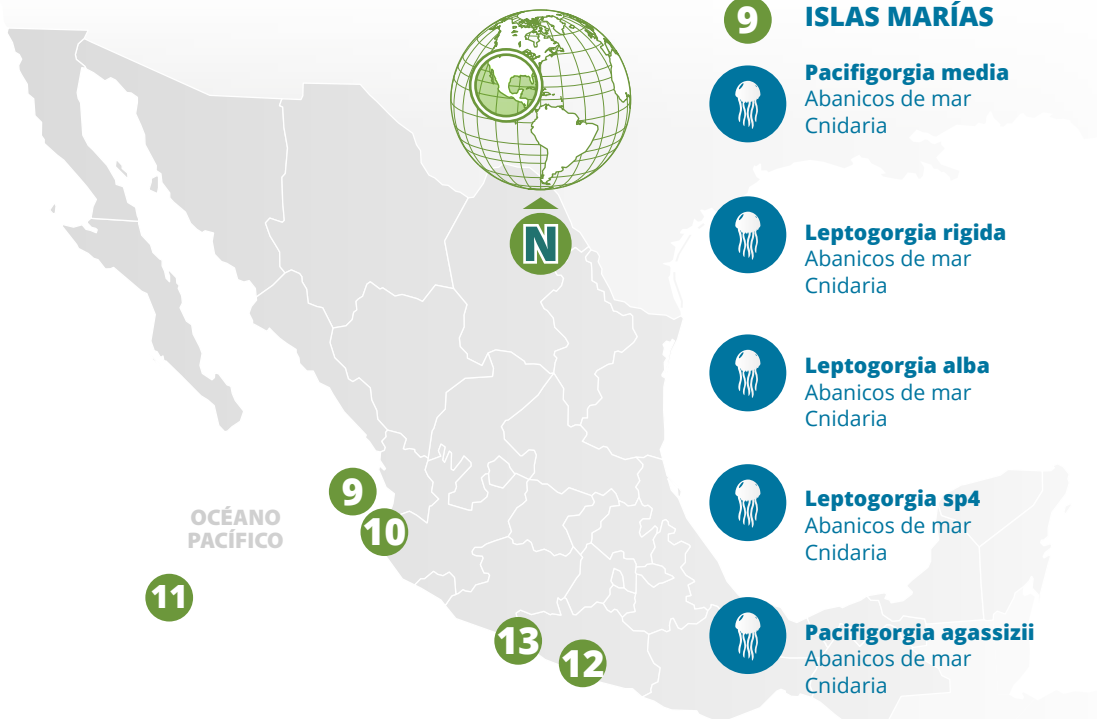 9 ISLAS MARÍAS
Pacifigorgia media
Abanicos de mar
Cnidaria
Leptogorgia rigida
Abanicos de mar
Cnidaria
Leptogorgia alba
Abanicos de mar
Cnidaria
Leptogorgia sp4
Abanicos de mar
Cnidaria
Pacifigorgia agassizii
Abanicos de mar
Cnidaria
N
OCÉANO
PACÍFICO
9
10
11
13
12